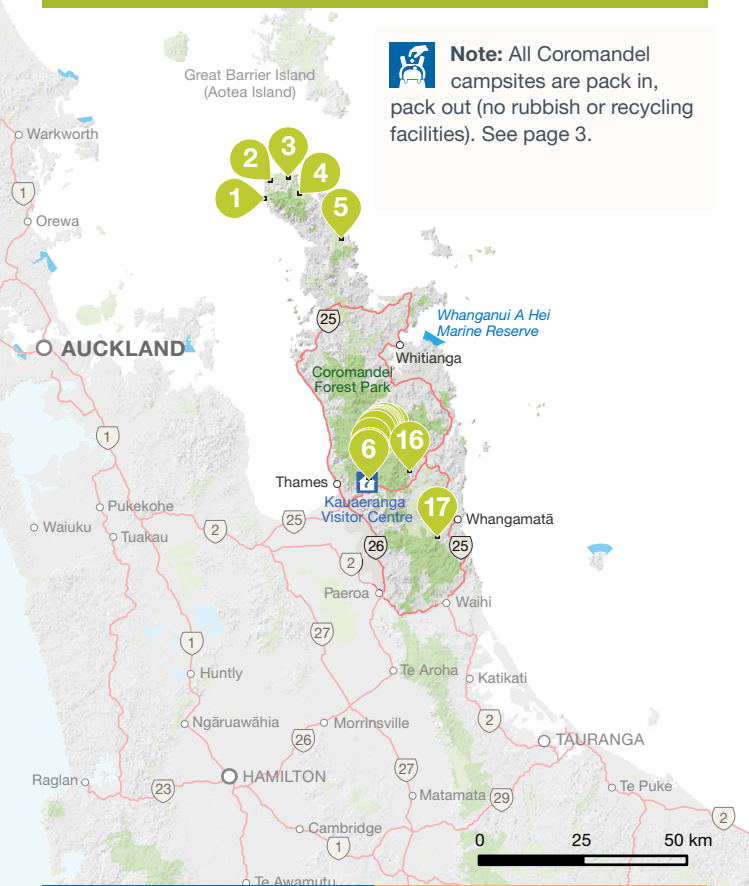 Note: All Coromandel
campsites are pack in,
pack out (no rubbish or recycling
facilities). See page 3.
Great Barrier Island
(Aotea Island)
Warkworth
1
Orewa
2
3
4
1
5
25
Whanganui A Hei
Marine Reserve
AUCKLAND
Whitianga
Coromandel
Forest Park
1
6
16
Thames
Kauaeranga
Visitor Centre
17
Pukekohe
Whangamatā
Waiuku
Tuakau
2
25
26
25
2
Paeroa
Waihi
27
1
Huntly
Te Aroha
Katikati
Ngāruawāhia
Morrinsville
2
26
TAURANGA
Raglan
23
HAMILTON
27
Te Puke
Matamata
29
2
Cambridge
1
0 25 50 km
Te Awamutu